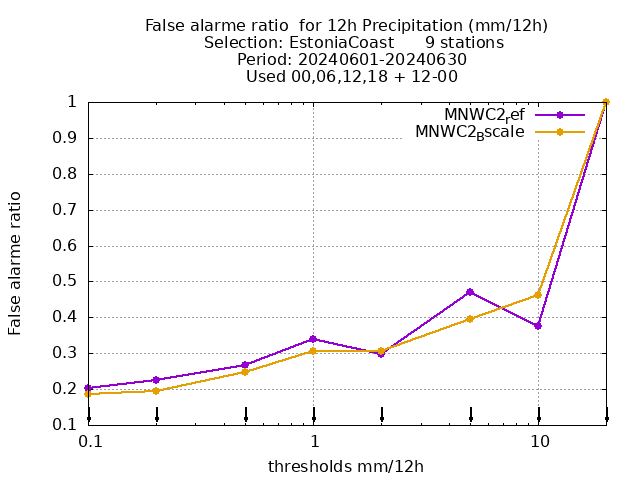 False alarme ratio  for 12h Precipitation (mm/12h)
Selection: EstoniaCoast      9 stations
Period: 20240601-20240630
Used 00,06,12,18 + 12-00
MNWC2ref
MNWC2Bscale
1
0.9
0.8
0.7
0.6
0.5
0.4
0.3
0.2
0.1
False alarme ratio
0.1
1
10
thresholds mm/12h